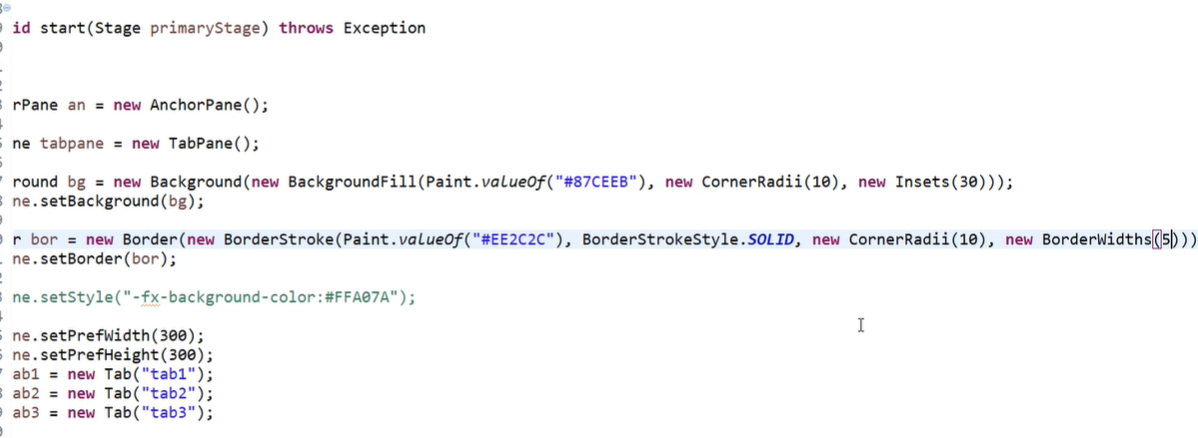 id start(Stage primaryStage) throws Exception
rPane an = new AnchorPane();
ne tabpane = new TabPane();
round bg = new Background(new BackgroundFill(Paint.valueOf("#87CEEB"), new CornerRadii(10), new Insets(30)));
ne.setBackground(bg);
r bor = new Border(new BorderStroke(Paint.valueOf("#EE2C2C"), BorderStrokeStyle.SOLID, new CornerRadii(10), new BorderWidths(5)))
ne.setBorder(bor);
ne.setStyle("-fx-background-color:#FFA07A");
ne.setPrefWidth(300);
ne.setPrefHeight(300);
ab1 = new Tab("tab1");
ab2 = new Tab("tab2");
ab3 = new Tab("tab3");